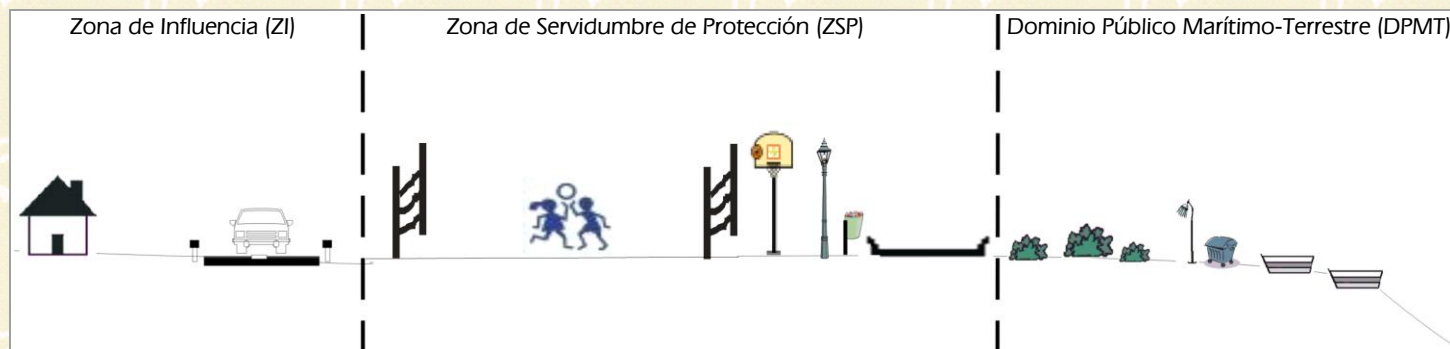 Zona de Influencia (ZI)
Zona de Servidumbre de Protección (ZSP)
Dominio Público Marítimo-Terrestre (DPMT)